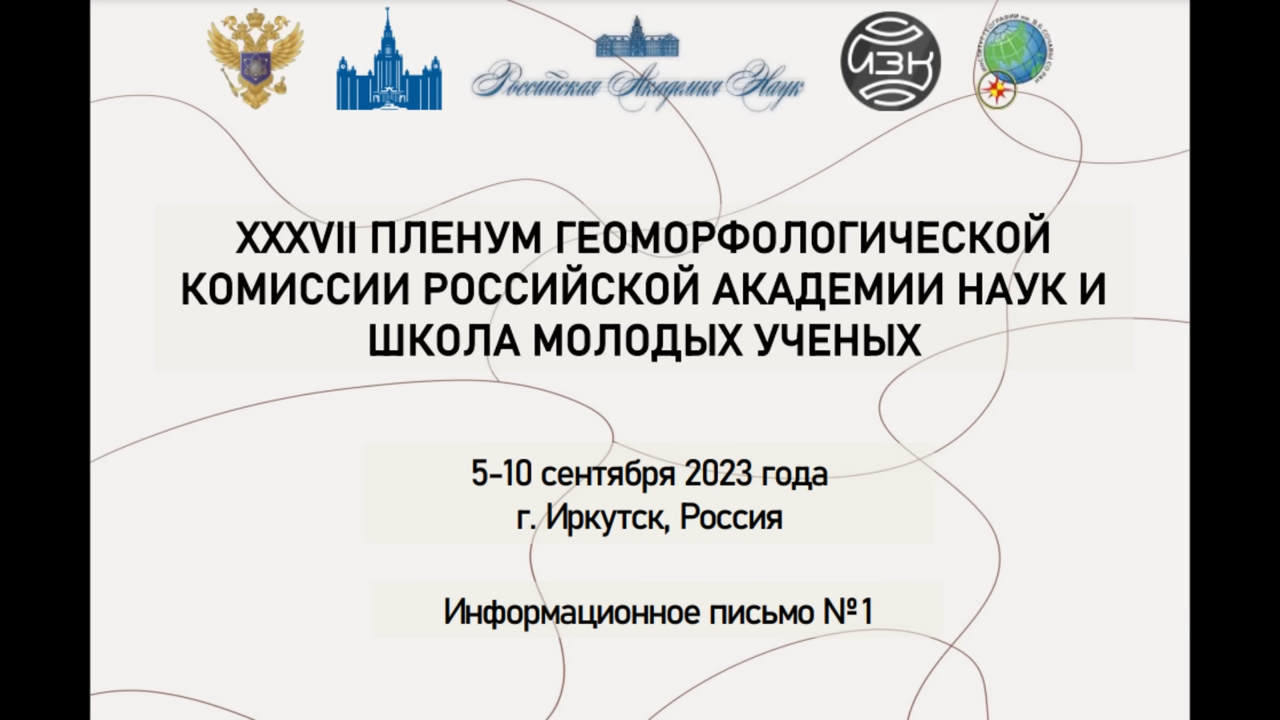 Российская Академия Наук
ИЗК
XXXVII ПЛЕНУМ ГЕОМОРФОЛОГИЧЕСКОЙ
КОМИССИИ РОССИЙСКОЙ АКАДЕМИИ НАУК И
ШКОЛА МОЛОДЫХ УЧЕНЫХ
5-10 сентября 2023 года
г. Иркутск, Россия
Информационное письмо №1